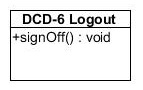 DCD-6 Logout
+signOff() : void